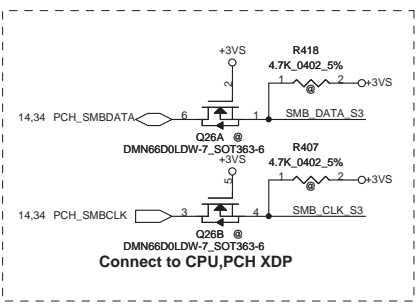 +3VS
R418
4.7K_0402_5%
2
1
2
+3VS
@
14,34 PCH_SMBDATA
6
1
SMB_DATA_S3
Q26A @
DMN66D0LDW-7_SOT363-6
+3VS
R407
4.7K_0402_5%
5
1
2
+3VS
@
14,34 PCH_SMBCLK
3
4
SMB_CLK_S3
Q26B @
DMN66D0LDW-7_SOT363-6
Connect to CPU,PCH XDP